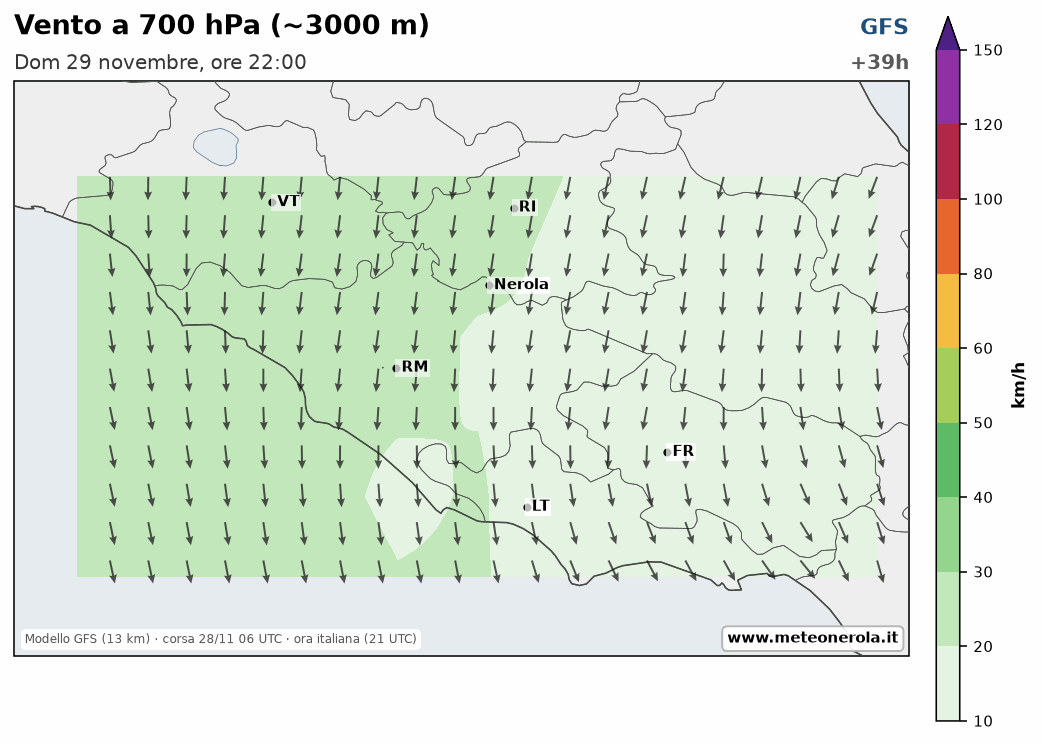 Vento a 700 hPa (~3000 m)
GFS
Dom 29 novembre, ore 22:00
+39h
VT
RI
Nerola
RM
FR
LT
150
120
100
80
60
50
40
30
20
10
km/h
Modello GFS (13 km) · corsa 28/11 06 UTC · ora italiana (21 UTC)
www.meteonerola.it